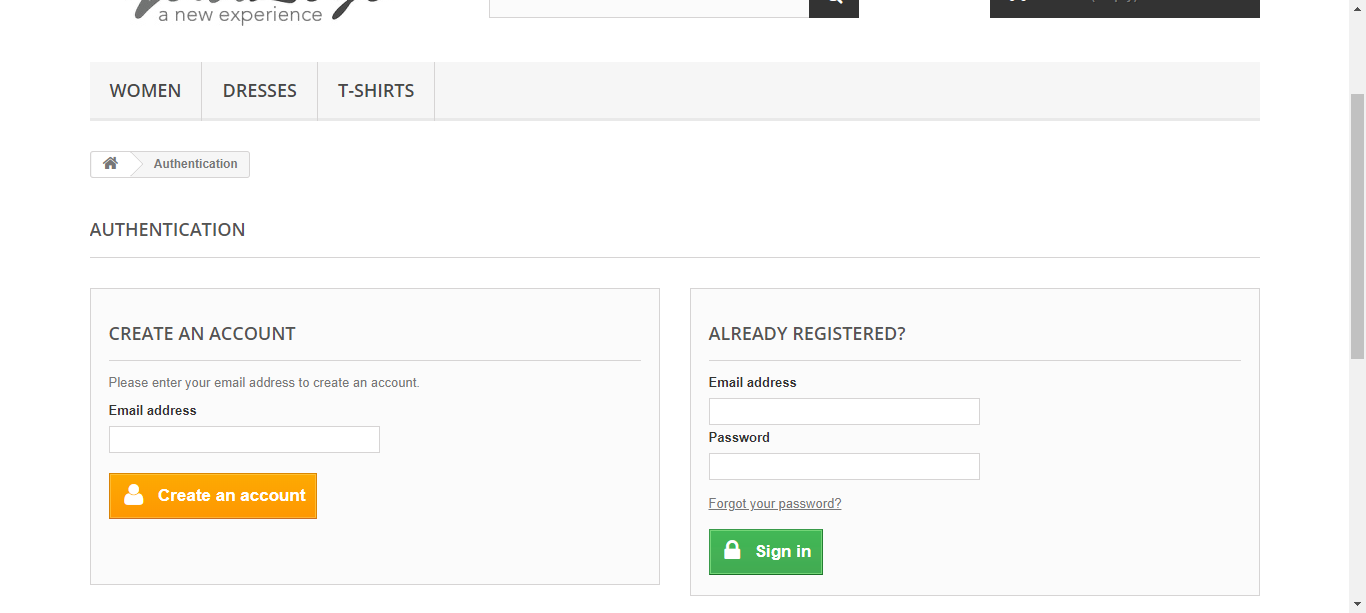 a new experience
WOMEN
DRESSES
T-SHIRTS
Authentication
AUTHENTICATION
CREATE AN ACCOUNT
Please enter your email address to create an account.
Email address
Create an account
ALREADY REGISTERED?
Email address
Password
Forgot your password?
Sign in